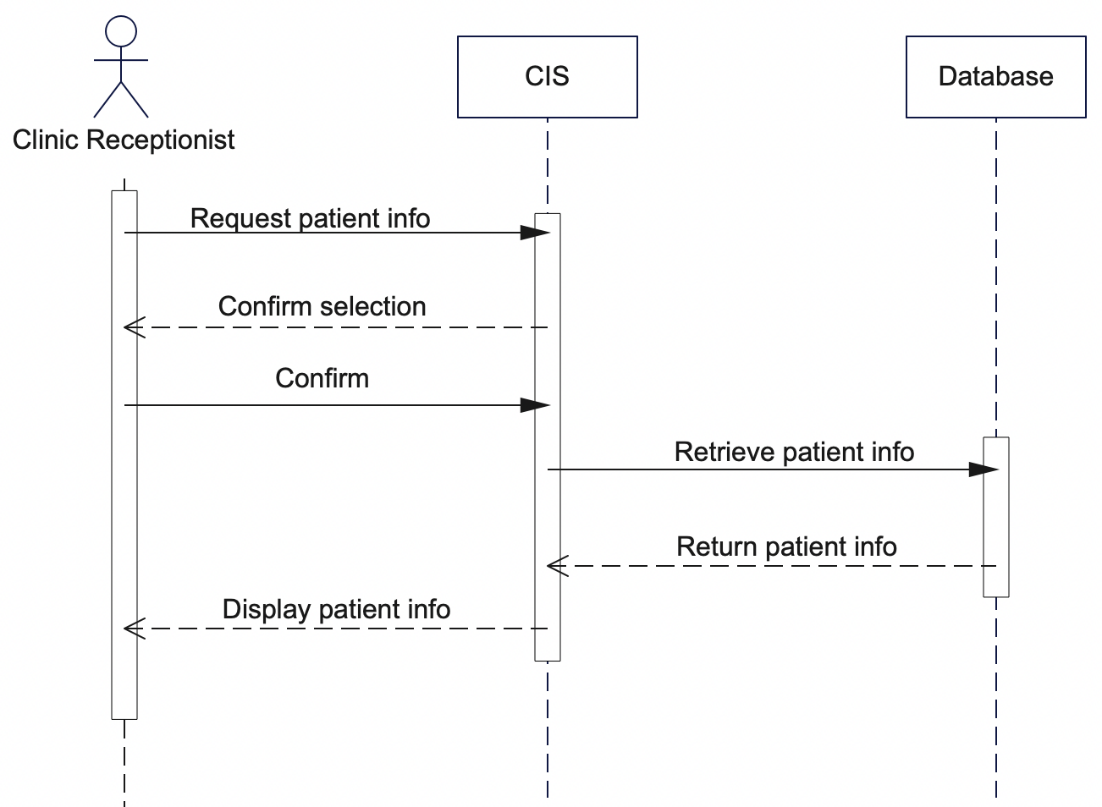 CIS
Database
Clinic Receptionist
Request patient info
Confirm selection
Confirm
Retrieve patient info
Return patient info
Display patient info